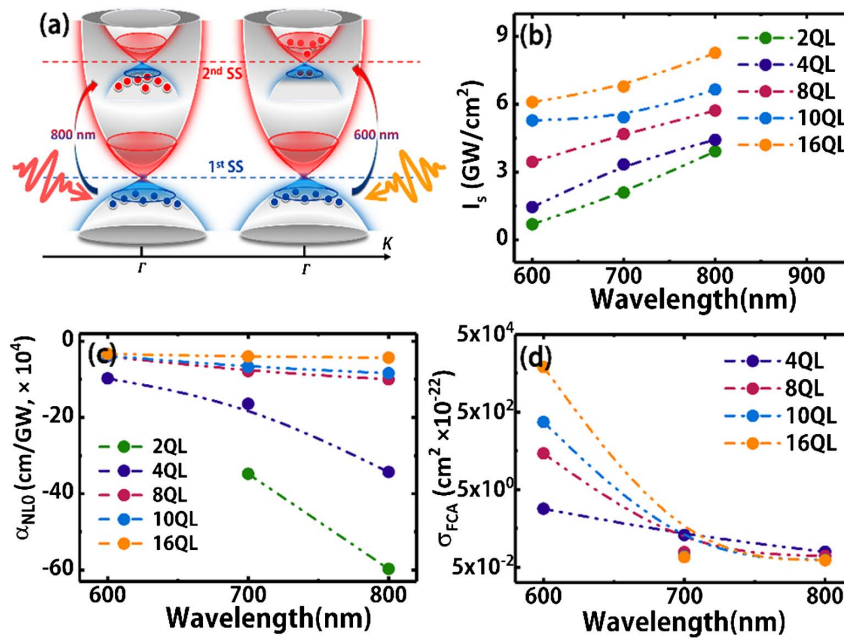 (a)
2nd SS
800 nm
600 nm
1st SS
K
Γ
Γ
(b)
9
6
3
0
Is (GW/cm²)
2QL
4QL
8QL
10QL
16QL
600
700
800
900
Wavelength(nm)
(c)
0
-20
-40
-60
αNL0 (cm/GW, × 10⁴)
2QL
4QL
8QL
10QL
16QL
600
700
800
Wavelength(nm)
(d)
5x10⁴
5x10²
5x10⁰
5x10⁻²
σFCA (cm² ×10⁻²²)
4QL
8QL
10QL
16QL
600
700
800
Wavelength(nm)